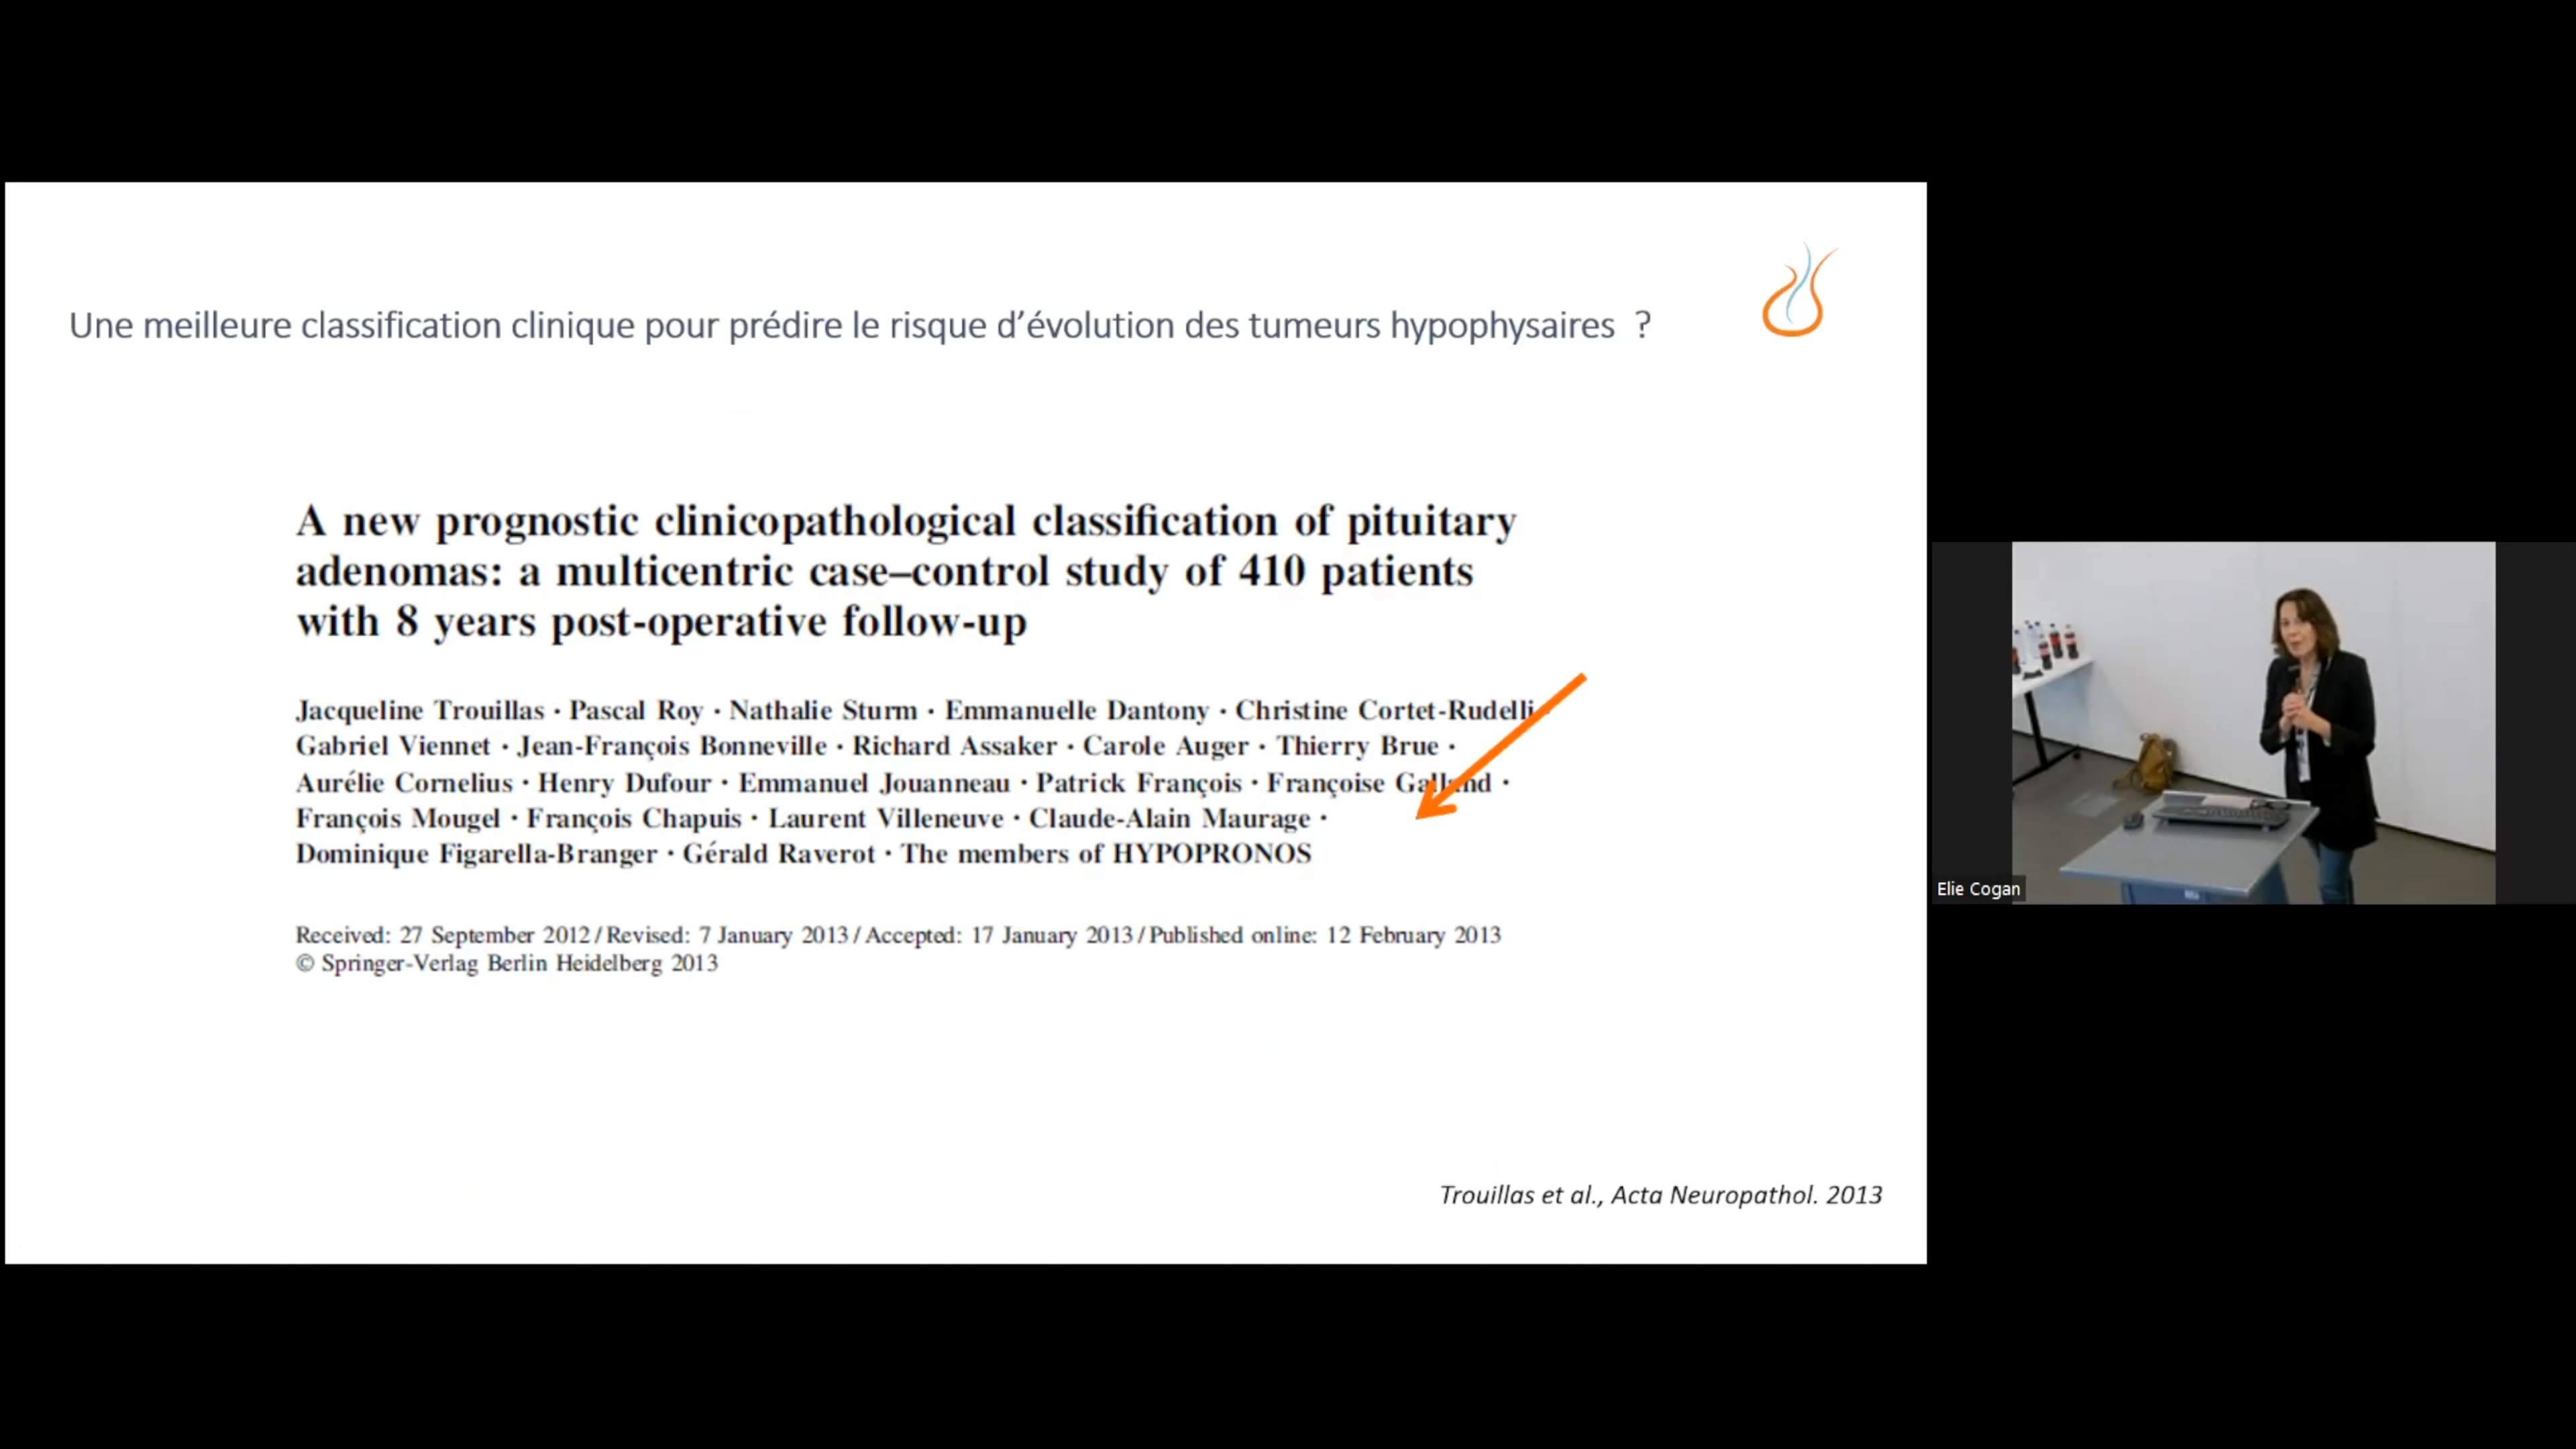 Une meilleure classification clinique pour prédire le risque d'évolution des tumeurs hypophysaires ?
A new prognostic clinicopathological classification of pituitary
adenomas: a multicentric case–control study of 410 patients
with 8 years post-operative follow-up
Jacqueline Trouillas · Pascal Roy · Nathalie Sturm · Emmanuelle Dantony · Christine Cortet-Rudelli ·
Gabriel Viennet · Jean-François Bonneville · Richard Assaker · Carole Auger · Thierry Brue ·
Aurélie Cornelius · Henry Dufour · Emmanuel Jouanneau · Patrick François · Françoise Galland ·
François Mougel · François Chapuis · Laurent Villeneuve · Claude-Alain Maurage ·
Dominique Figarella-Branger · Gérald Raverot · The members of HYPOPRONOS
Received: 27 September 2012 / Revised: 7 January 2013 / Accepted: 17 January 2013 / Published online: 12 February 2013
© Springer-Verlag Berlin Heidelberg 2013
Trouillas et al., Acta Neuropathol. 2013
Elie Cogan